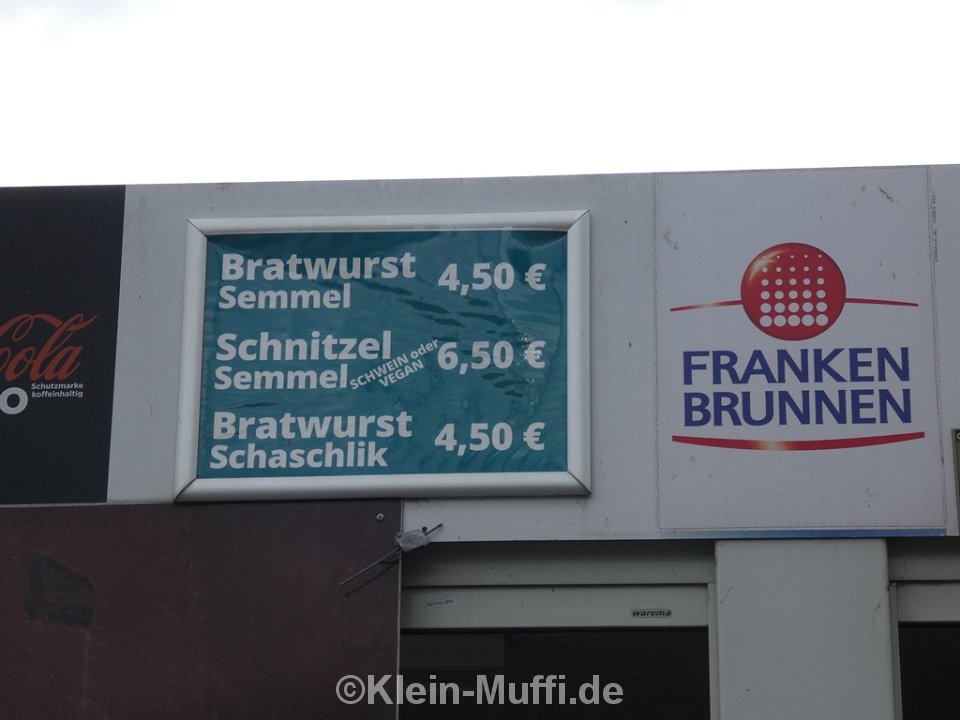 Bratwurst 4,50 €
Semmel
Schnitzel 6,50 €
Semmel SCHWEIN oder
VEGAN
Bratwurst 4,50 €
Schaschlik
Cola
Schutzmarke
koffeinhaltig
O
FRANKEN
BRUNNEN
warema
©Klein-Muffi.de